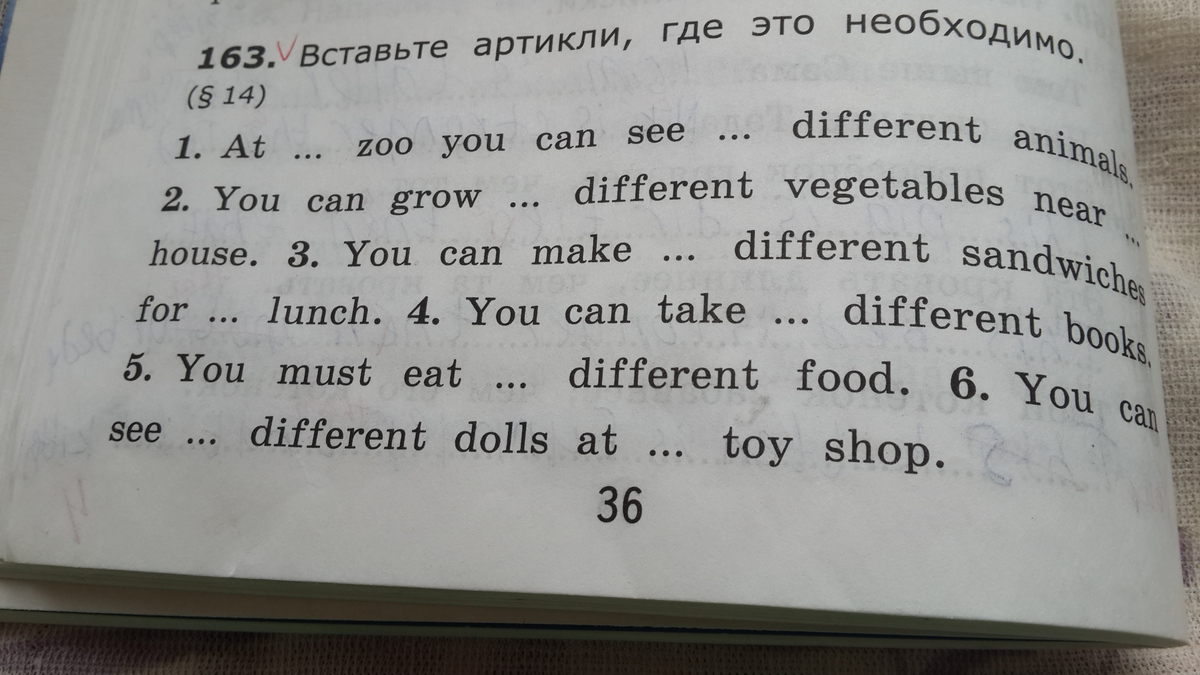 163. Вставьте артикли, где это необходимо.
(§ 14)
1. At ... zoo you can see ... different animals.
2. You can grow ... different vegetables near ...
house. 3. You can make ... different sandwiches
for ... lunch. 4. You can take ... different books.
5. You must eat ... different food. 6. You can
see ... different dolls at ... toy shop.
36